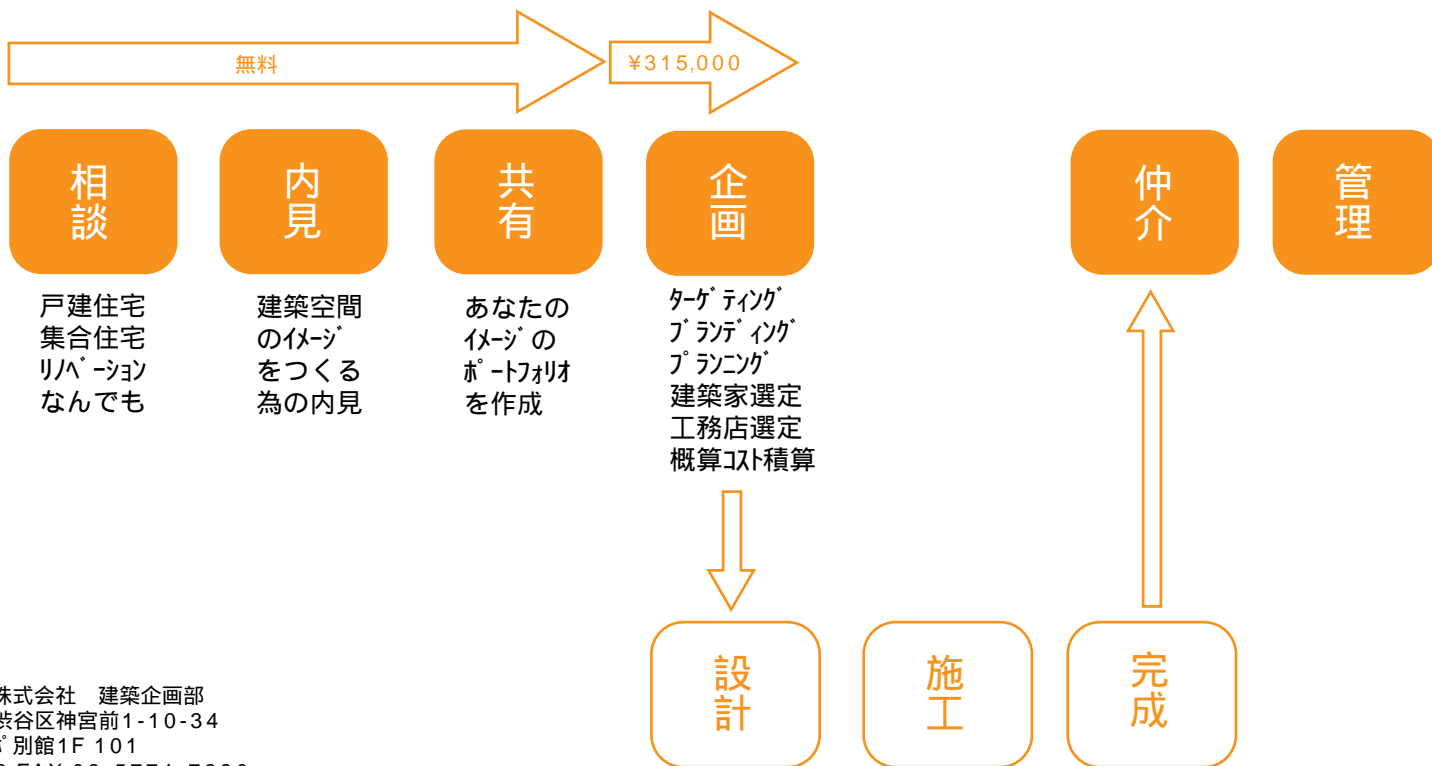 無料
¥315,000
相談
内見
共有
企画
仲介
管理
戸建住宅
集合住宅
リノベーション
なんでも
建築空間
のイメージ
をつくる
為の内見
あなたの
イメージの
ポートフォリオ
を作成
ターゲティング
ブランディング
プランニング
建築家選定
工務店選定
概算コスト積算
設計
施工
完成
株式会社　建築企画部
渋谷区神宮前1-10-34
別館1F 101